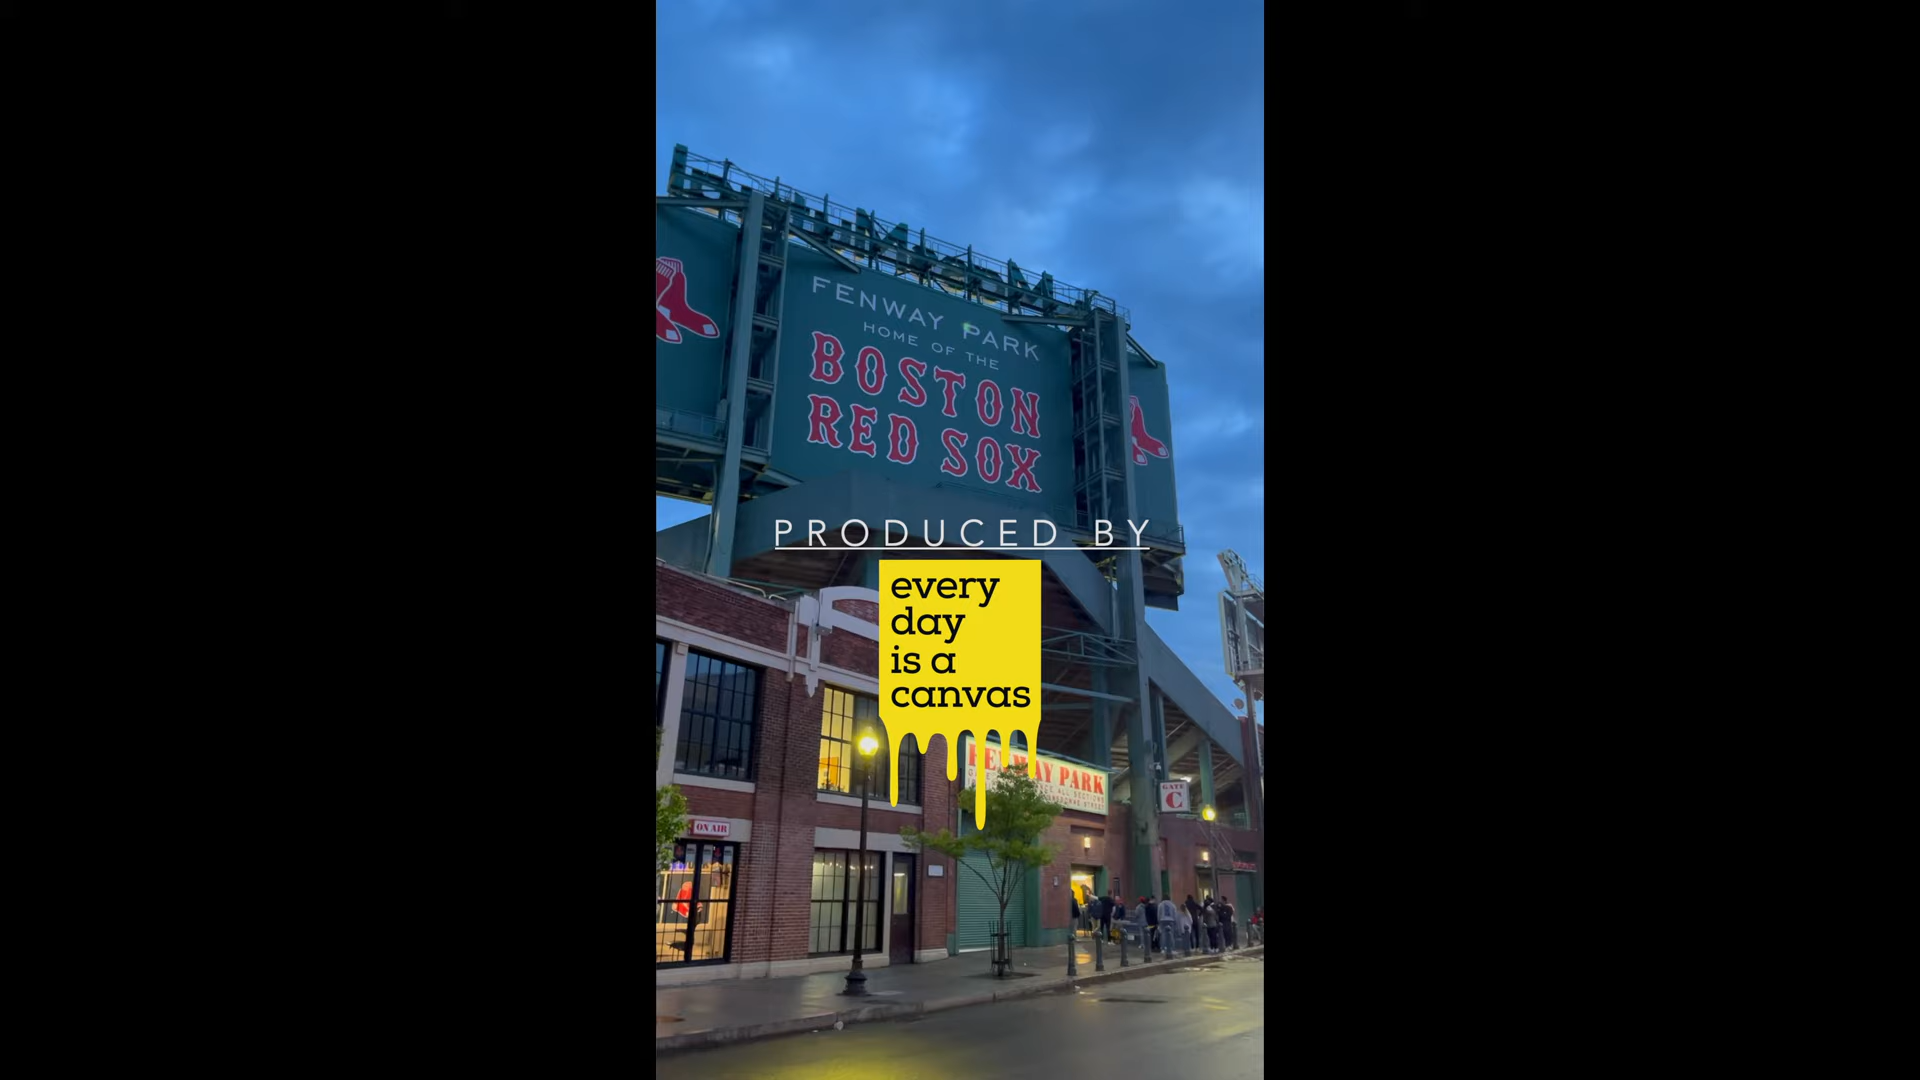 FENWAY PARK
HOME OF THE
BOSTON
RED SOX
PRODUCED BY
every
day
is a
canvas
FENWAY PARK
GATE
C
ON AIR